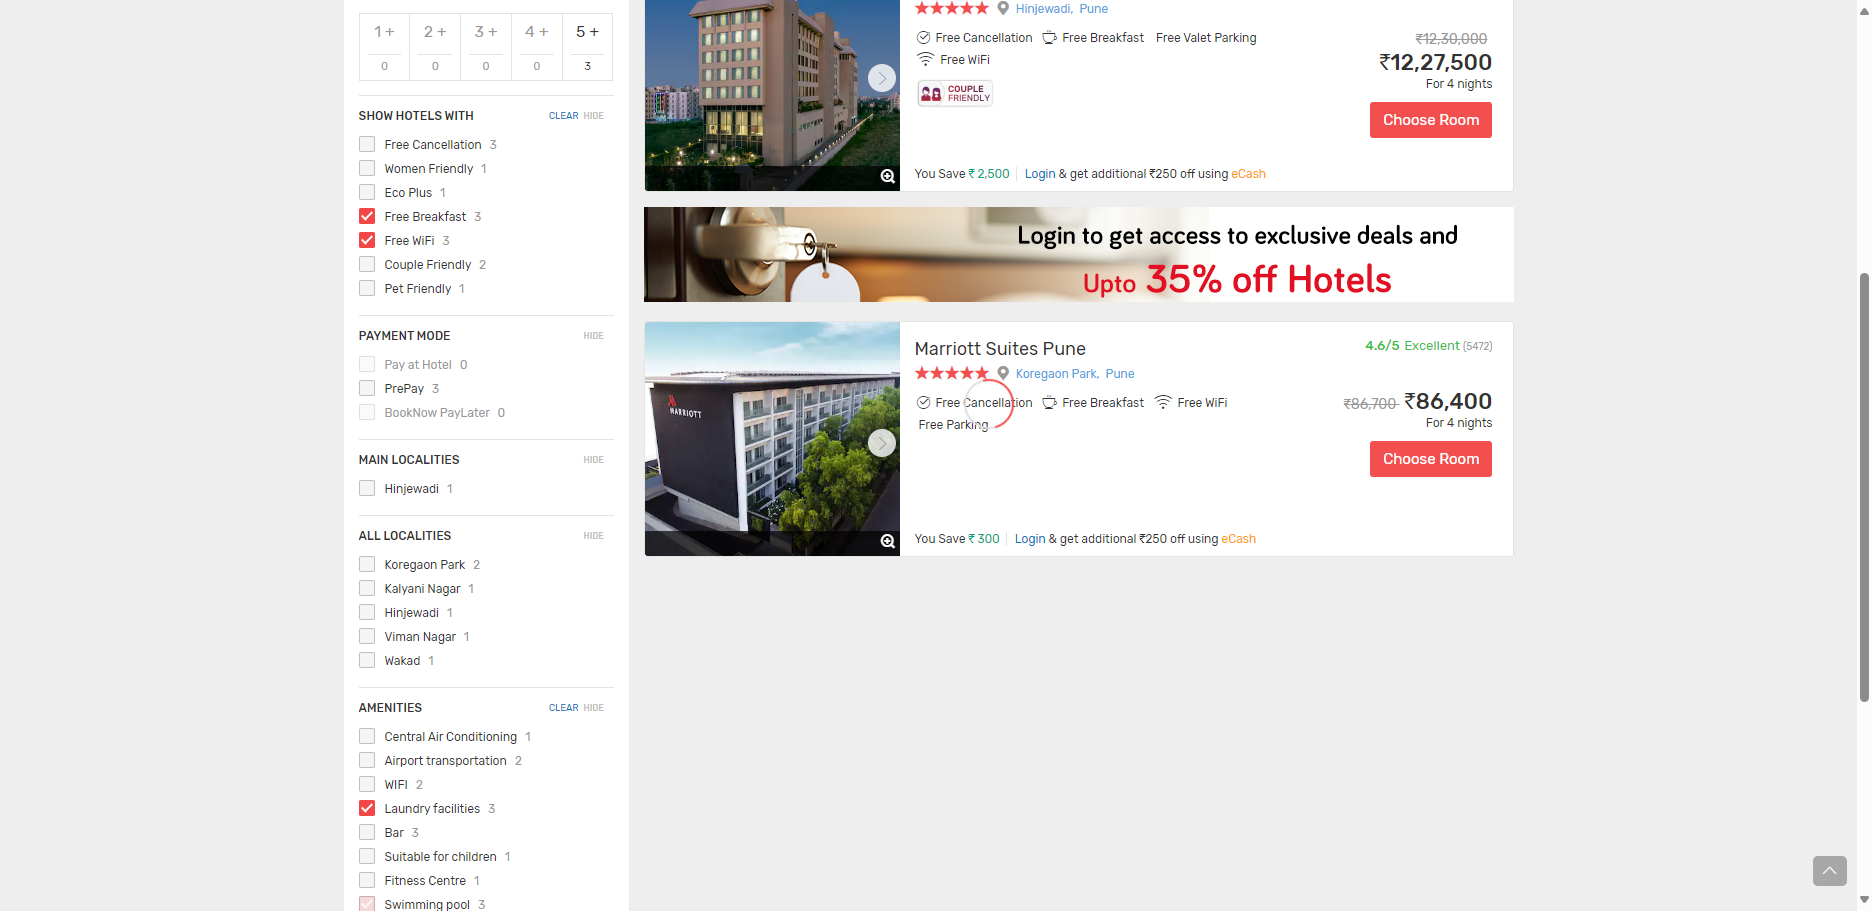 1 +
2 +
3 +
4 +
5 +
0
0
0
0
3
SHOW HOTELS WITH
CLEAR HIDE
Free Cancellation 3
Women Friendly 1
Eco Plus 1
Free Breakfast 3
Free WiFi 3
Couple Friendly 2
Pet Friendly 1
PAYMENT MODE
HIDE
Pay at Hotel 0
PrePay 3
BookNow PayLater 0
MAIN LOCALITIES
HIDE
Hinjewadi 1
ALL LOCALITIES
HIDE
Koregaon Park 2
Kalyani Nagar 1
Hinjewadi 1
Viman Nagar 1
Wakad 1
AMENITIES
CLEAR HIDE
Central Air Conditioning 1
Airport transportation 2
WIFI 2
Laundry facilities 3
Bar 3
Suitable for children 1
Fitness Centre 1
Swimming pool 3
Hinjewadi, Pune
Free Cancellation Free Breakfast Free Valet Parking
Free WiFi
COUPLE
FRIENDLY
₹12,30,000
₹12,27,500
For 4 nights
Choose Room
You Save ₹ 2,500 Login & get additional ₹250 off using eCash
Login to get access to exclusive deals and
Upto 35% off Hotels
MARRIOTT
Marriott Suites Pune
4.6/5 Excellent (5472)
Koregaon Park, Pune
Free Cancellation Free Breakfast Free WiFi
Free Parking
₹86,700 ₹86,400
For 4 nights
Choose Room
You Save ₹ 300 Login & get additional ₹250 off using eCash